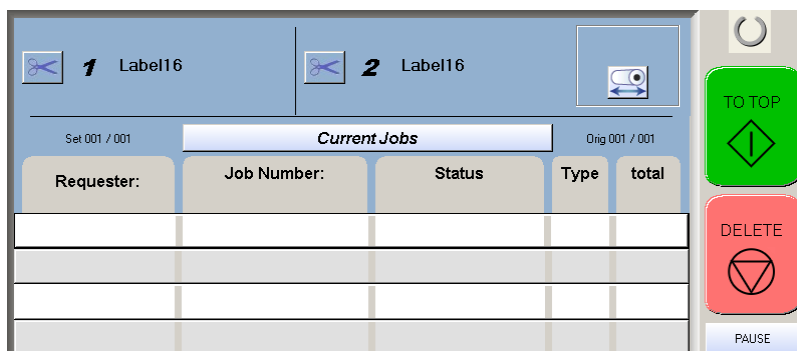 1 Label16
2 Label16
TO TOP
Set 001 / 001
Current Jobs
Orig 001 / 001
Requester:
Job Number:
Status
Type
total
DELETE
PAUSE